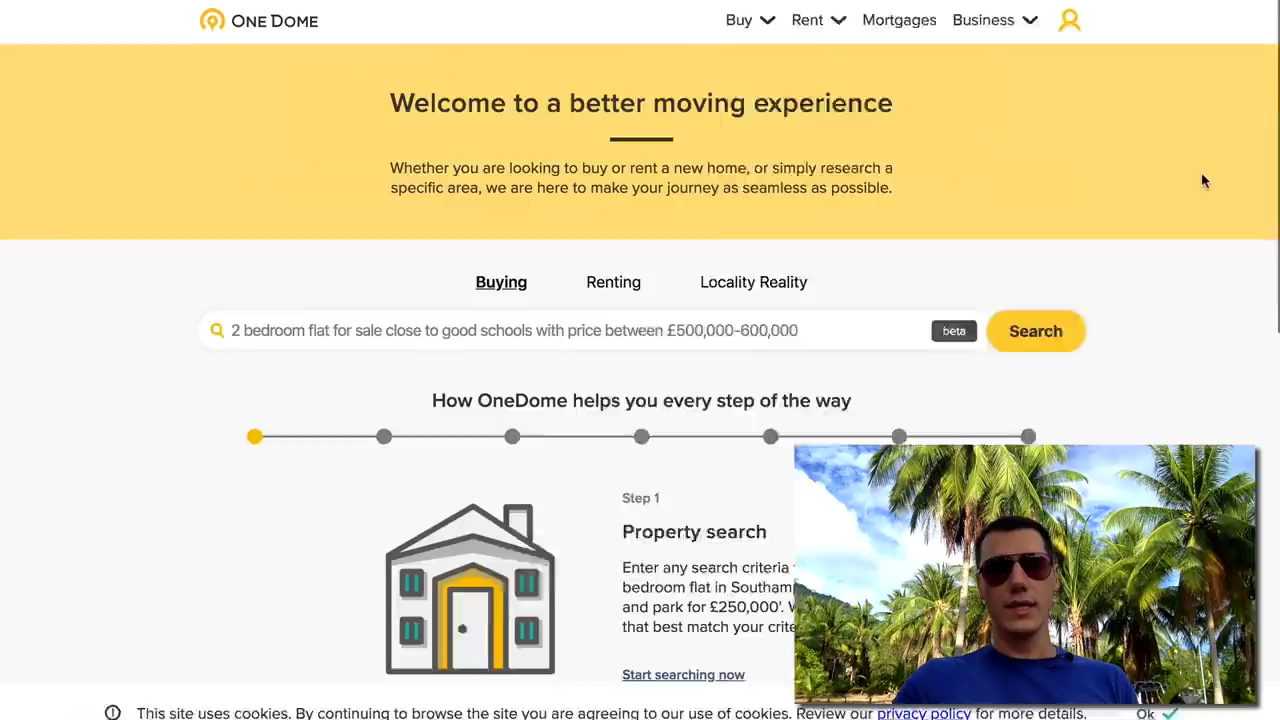 ONE DOME
Buy Rent Mortgages Business
Welcome to a better moving experience
Whether you are looking to buy or rent a new home, or simply research a
specific area, we are here to make your journey as seamless as possible.
Buying Renting Locality Reality
2 bedroom flat for sale close to good schools with price between £500,000-600,000 beta Search
How OneDome helps you every step of the way
Step 1
Property search
Enter any search criteria
bedroom flat in Southam
and park for £250,000'.
that best match your crite
Start searching now
This site uses cookies. By continuing to browse the site you are agreeing to our use of cookies. Review our privacy policy for more details. Ok